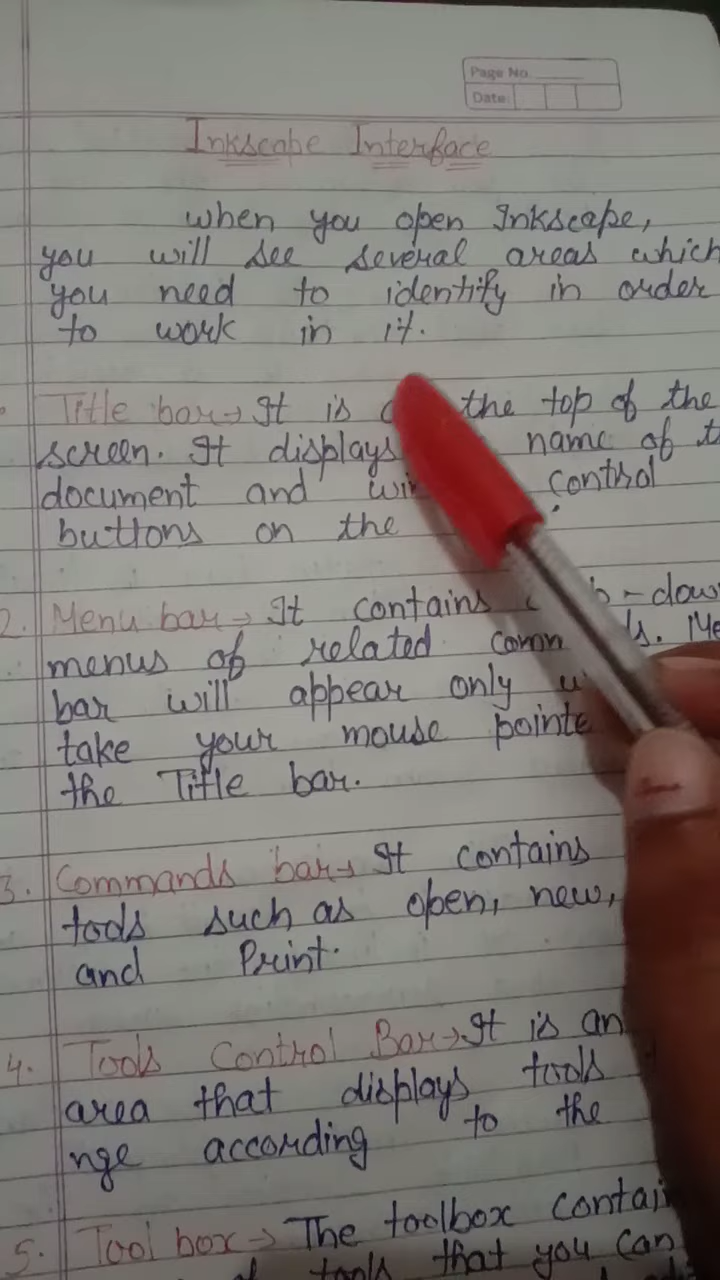 Page No.
Date:
Inkscape Interface
when you open Inkscape,
you will see several areas which
you need to identify in order
to work in it.
Title bar→ It is the top of the
screen. It displays name of
document and control
buttons on the
2. Menu bar→ It contains down
menus of related
bar will appear only
take your mouse
the Title bar.
3. Commands bar→ It contains
tools such as open, new,
and Print.
4. Tools Control Bar→ It is an
area that displays tools
nge according to the
5. Tool box→ The toolbox
tools that you can